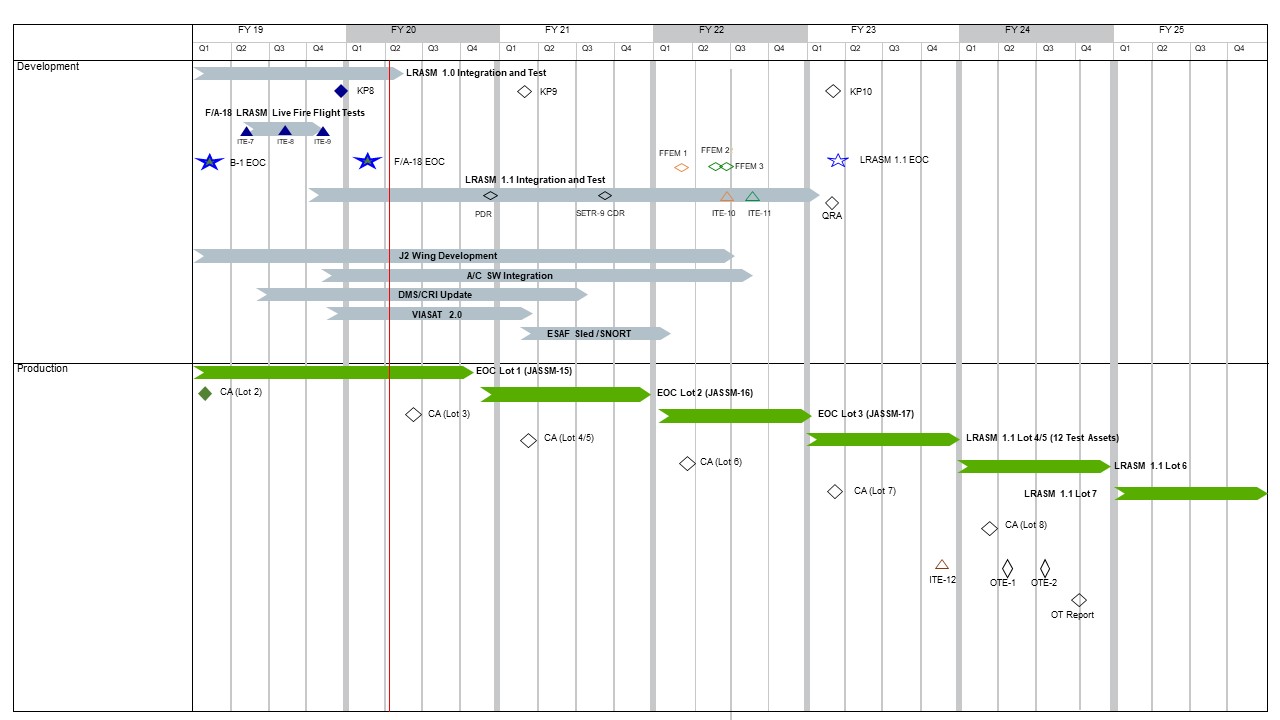 FY 19 FY 20 FY 21 FY 22 FY 23 FY 24 FY 25
Q1 Q2 Q3 Q4 Q1 Q2 Q3 Q4 Q1 Q2 Q3 Q4 Q1 Q2 Q3 Q4 Q1 Q2 Q3 Q4 Q1 Q2 Q3 Q4 Q1 Q2 Q3 Q4
Development
LRASM 1.0 Integration and Test
KP8 KP9 KP10
F/A-18 LRASM Live Fire Flight Tests
ITE-7 ITE-8 ITE-9
FFEM 1 FFEM 2
B-1 EOC F/A-18 EOC FFEM 3 LRASM 1.1 EOC
LRASM 1.1 Integration and Test
PDR SETR-9 CDR ITE-10 ITE-11 QRA
J2 Wing Development
A/C SW Integration
DMS/CRI Update
VIASAT 2.0
ESAF Sled /SNORT
Production
EOC Lot 1 (JASSM-15)
CA (Lot 2) EOC Lot 2 (JASSM-16)
CA (Lot 3) EOC Lot 3 (JASSM-17)
CA (Lot 4/5) LRASM 1.1 Lot 4/5 (12 Test Assets)
CA (Lot 6) LRASM 1.1 Lot 6
CA (Lot 7) LRASM 1.1 Lot 7
CA (Lot 8)
ITE-12 OTE-1 OTE-2
OT Report